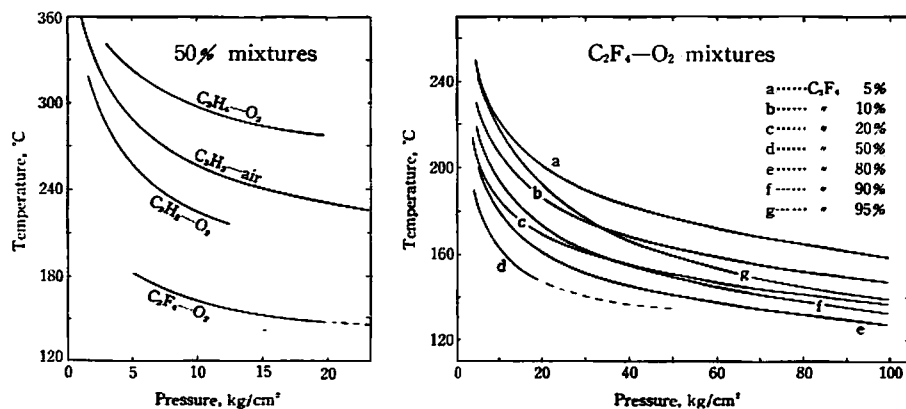 50% mixtures
C₂H₄—O₂
C₃H₈—air
C₃H₈—O₂
C₂F₄—O₂
Temperature, °C
360
300
240
180
120
0
5
10
15
20
Pressure, kg/cm²
C₂F₄—O₂ mixtures
a ······ C₂F₄ 5%
b ······ 〃 10%
c ······ 〃 20%
d ······ 〃 50%
e ······ 〃 80%
f ······ 〃 90%
g ······ 〃 95%
a
b
c
d
g
f
e
Temperature, °C
240
200
160
120
0
20
40
60
80
100
Pressure, kg/cm²